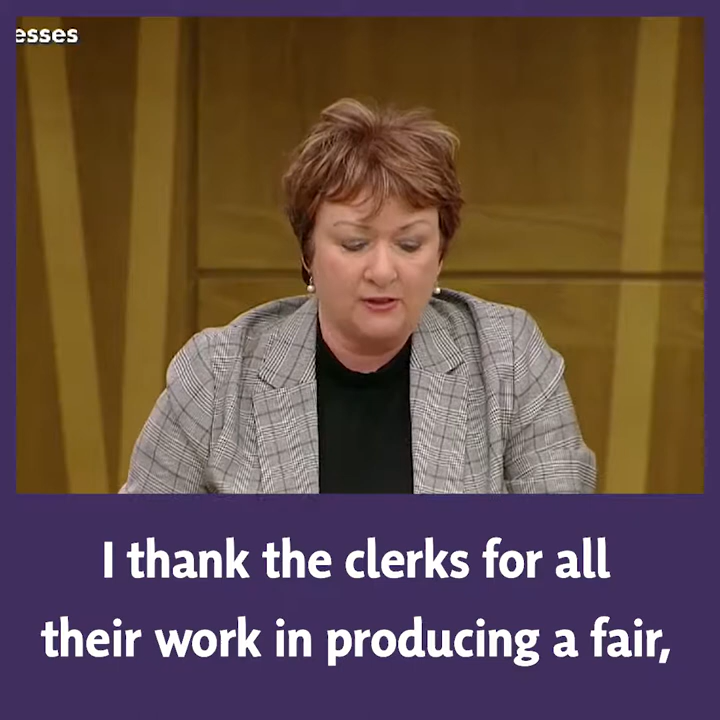 esses
I thank the clerks for all
their work in producing a fair,